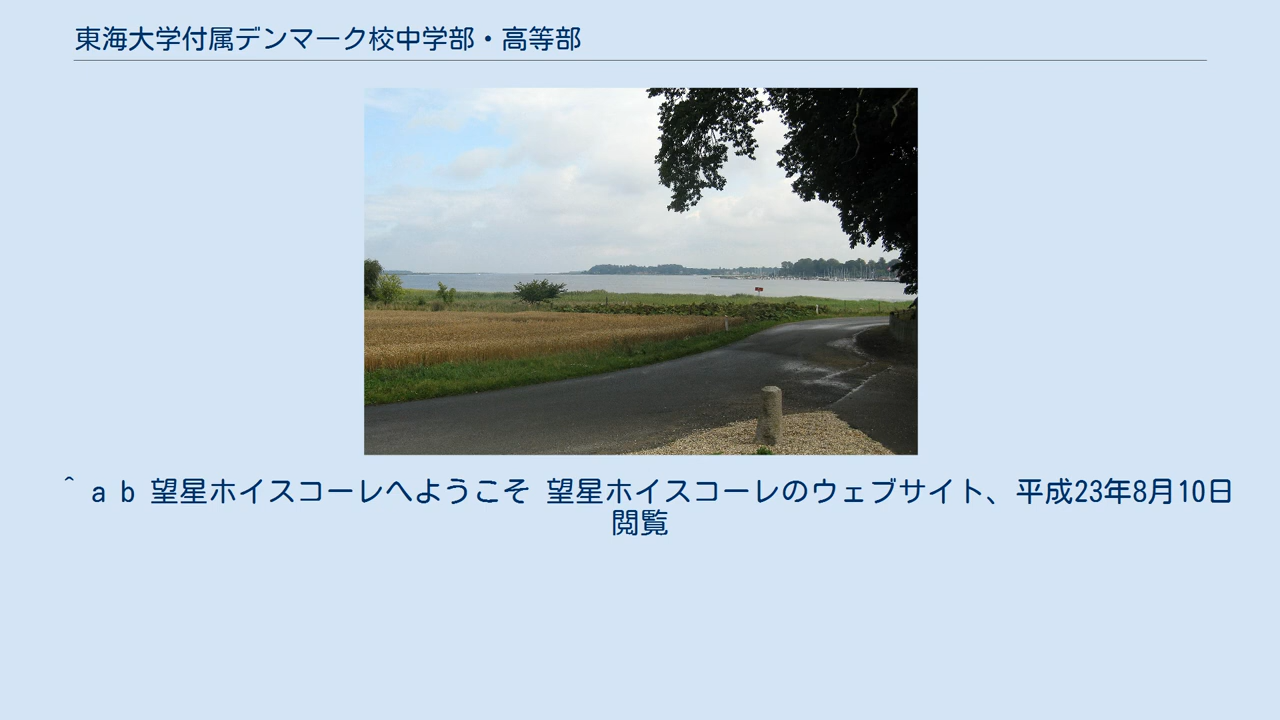 東海大学付属デンマーク校中学部・高等部
^ a b 望星ホイスコーレへようこそ 望星ホイスコーレのウェブサイト、平成23年8月10日
閲覧